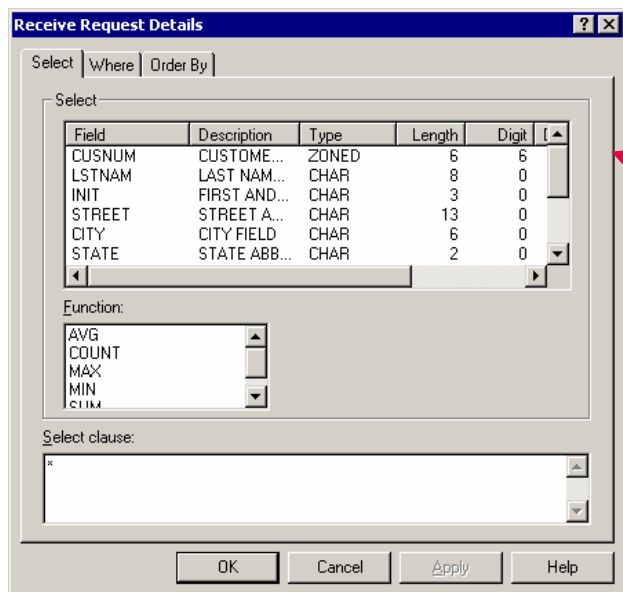 Receive Request Details
Select Where Order By
Select
Field Description Type Length Digit
CUSNUM CUSTOME... ZONED 6 6
LSTNAM LAST NAM... CHAR 8 0
INIT FIRST AND... CHAR 3 0
STREET STREET A... CHAR 13 0
CITY CITY FIELD CHAR 6 0
STATE STATE ABB... CHAR 2 0
Function:
AVG
COUNT
MAX
MIN
SUM
Select clause:
*
OK Cancel Apply Help